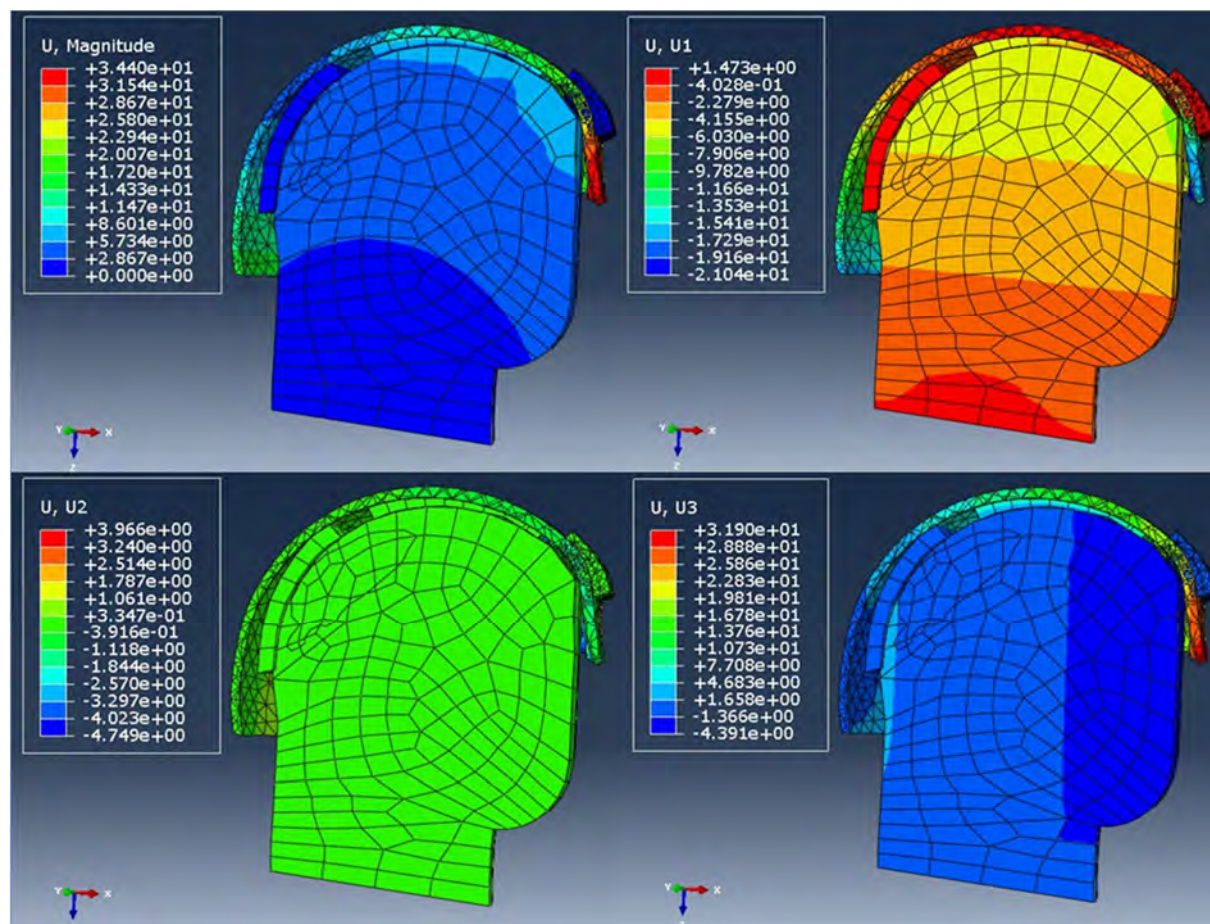 U, Magnitude
+3.440e+01
+3.154e+01
+2.867e+01
+2.580e+01
+2.294e+01
+2.007e+01
+1.720e+01
+1.433e+01
+1.147e+01
+8.601e+00
+5.734e+00
+2.867e+00
+0.000e+00
Y X
Z
U, U1
+1.473e+00
-4.028e-01
-2.279e+00
-4.155e+00
-6.030e+00
-7.906e+00
-9.782e+00
-1.166e+01
-1.353e+01
-1.541e+01
-1.729e+01
-1.916e+01
-2.104e+01
Y X
Z
U, U2
+3.966e+00
+3.240e+00
+2.514e+00
+1.787e+00
+1.061e+00
+3.347e-01
-3.916e-01
-1.118e+00
-1.844e+00
-2.570e+00
-3.297e+00
-4.023e+00
-4.749e+00
Y X
U, U3
+3.190e+01
+2.888e+01
+2.586e+01
+2.283e+01
+1.981e+01
+1.678e+01
+1.376e+01
+1.073e+01
+7.708e+00
+4.683e+00
+1.658e+00
-1.366e+00
-4.391e+00
Y X